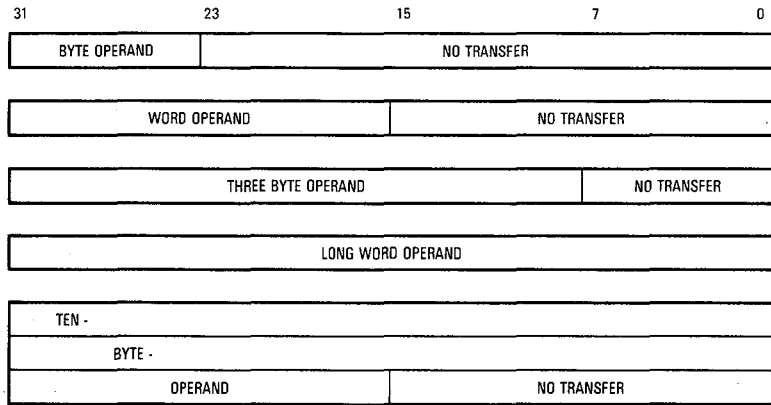 31 23 15 7 0
BYTE OPERAND NO TRANSFER
WORD OPERAND NO TRANSFER
THREE BYTE OPERAND NO TRANSFER
LONG WORD OPERAND
TEN -
BYTE -
OPERAND NO TRANSFER